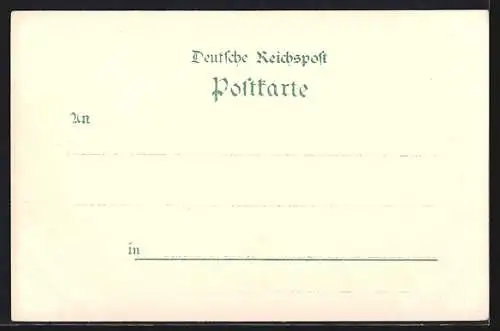 Deutsche Reichspost
Postkarte
An
in